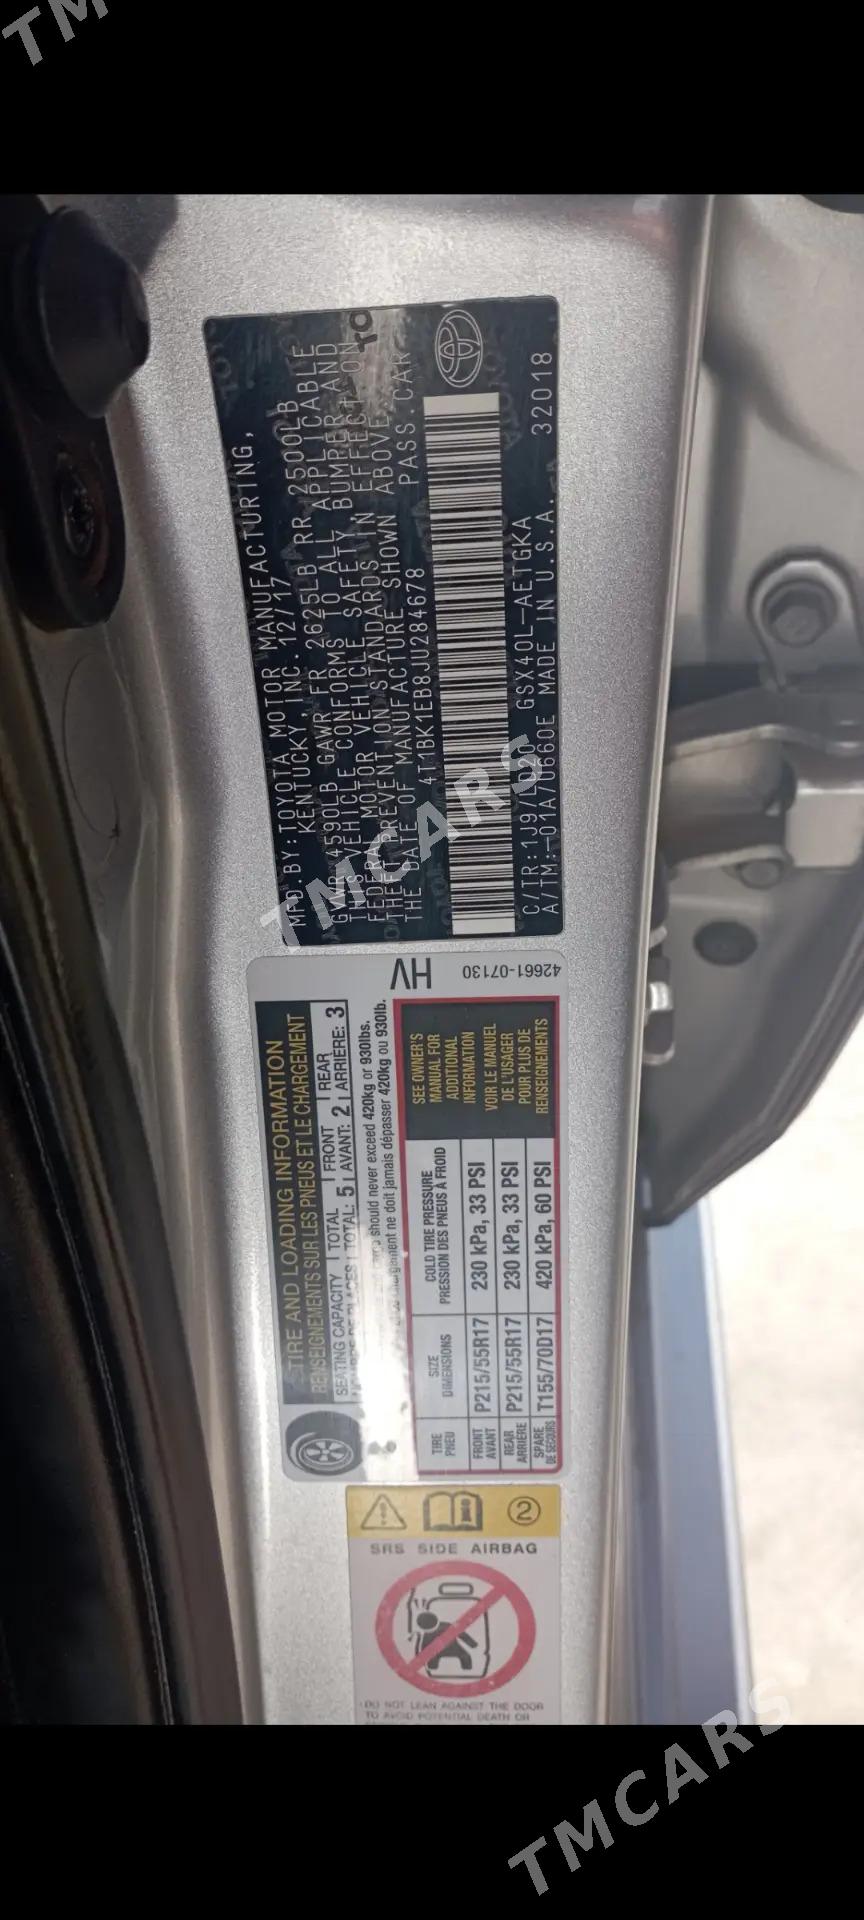 TMCARS
MFD.BY:TOYOTA MOTOR MANUFACTURING,
KENTUCKY, INC. 12/17
GVWR 4590LB GAWR FR 2625LB RR 2500LB
THIS VEHICLE CONFORMS TO ALL APPLICABLE
FEDERAL MOTOR VEHICLE SAFETY, BUMPER, AND
THEFT PREVENTION STANDARDS IN EFFECT ON
THE DATE OF MANUFACTURE SHOWN ABOVE.
4T1BK1EB8JU284678 PASS.CAR
C/TR:1J9/L 20 GSX40L-AETGKA
A/TM:-01A/U660E MADE IN U.S.A. 32018
TMCARS
HV
42661-07130
TIRE AND LOADING INFORMATION
RENSEIGNEMENTS SUR LES PNEUS ET LE CHARGEMENT
SEATING CAPACITY TOTAL FRONT REAR
TOTAL: 5 AVANT: 2 ARRIÈRE: 3
should never exceed 420kg or 930lbs.
ne doit jamais dépasser 420kg ou 930lb.
TIRE SIZE COLD TIRE PRESSURE
PNEU DIMENSIONS PRESSION DES PNEUS À FROID
FRONT
AVANT P215/55R17 230 kPa, 33 PSI
REAR
ARRIÈRE P215/55R17 230 kPa, 33 PSI
SPARE
DE SECOURS T155/70D17 420 kPa, 60 PSI
SEE OWNER'S
MANUAL FOR
ADDITIONAL
INFORMATION
VOIR LE MANUEL
DE L'USAGER
POUR PLUS DE
RENSEIGNEMENTS
2
SRS SIDE AIRBAG
DO NOT LEAN AGAINST THE DOOR
TO AVOID POTENTIAL DEATH OR
TMCARS